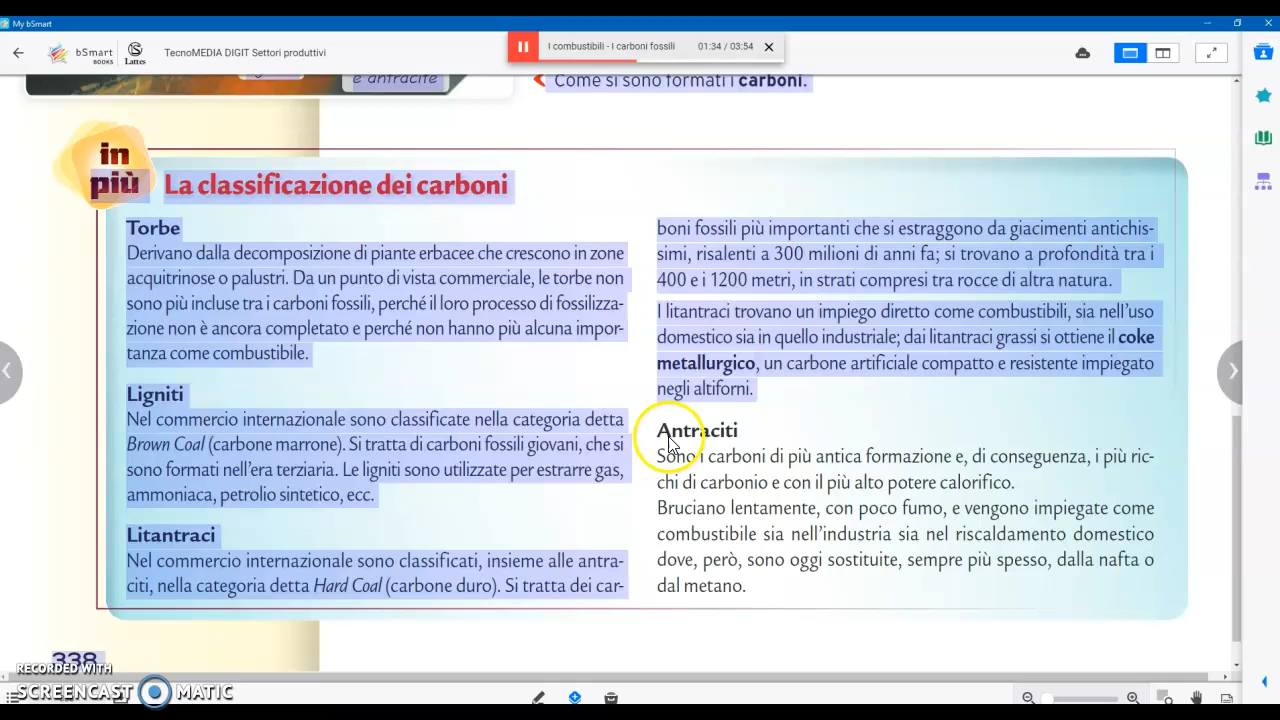 My bSmart
bSmart BOOKS Lattes TecnoMEDIA DIGIT Settori produttivi
I combustibili - I carboni fossili 01:34 / 03:54
e antracite
Come si sono formati i carboni.
in più
La classificazione dei carboni
Torbe
Derivano dalla decomposizione di piante erbacee che crescono in zone
acquitrinose o palustri. Da un punto di vista commerciale, le torbe non
sono più incluse tra i carboni fossili, perché il loro processo di fossilizza-
zione non è ancora completato e perché non hanno più alcuna impor-
tanza come combustibile.
Ligniti
Nel commercio internazionale sono classificate nella categoria detta
Brown Coal (carbone marrone). Si tratta di carboni fossili giovani, che si
sono formati nell'era terziaria. Le ligniti sono utilizzate per estrarre gas,
ammoniaca, petrolio sintetico, ecc.
Litantraci
Nel commercio internazionale sono classificati, insieme alle antra-
citi, nella categoria detta Hard Coal (carbone duro). Si tratta dei car-
boni fossili più importanti che si estraggono da giacimenti antichis-
simi, risalenti a 300 milioni di anni fa; si trovano a profondità tra i
400 e i 1200 metri, in strati compresi tra rocce di altra natura.
I litantraci trovano un impiego diretto come combustibili, sia nell'uso
domestico sia in quello industriale; dai litantraci grassi si ottiene il coke
metallurgico, un carbone artificiale compatto e resistente impiegato
negli altiforni.
Antraciti
Sono i carboni di più antica formazione e, di conseguenza, i più ric-
chi di carbonio e con il più alto potere calorifico.
Bruciano lentamente, con poco fumo, e vengono impiegate come
combustibile sia nell'industria sia nel riscaldamento domestico
dove, però, sono oggi sostituite, sempre più spesso, dalla nafta o
dal metano.
338
RECORDED WITH
SCREENCAST MATIC